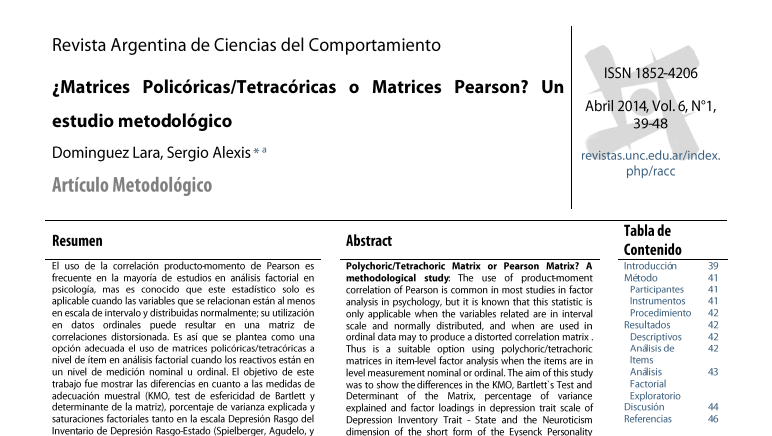 Revista Argentina de Ciencias del Comportamiento
¿Matrices Policóricas/Tetracóricas o Matrices Pearson? Un
estudio metodológico
Dominguez Lara, Sergio Alexis * a
Artículo Metodológico
ISSN 1852-4206
Abril 2014, Vol. 6, N°1,
39-48
revistas.unc.edu.ar/index.
php/racc
Resumen
El uso de la correlación producto-momento de Pearson es
frecuente en la mayoría de estudios en análisis factorial en
psicología, mas es conocido que este estadístico solo es
aplicable cuando las variables que se relacionan están al menos
en escala de intervalo y distribuidas normalmente; su utilización
en datos ordinales puede resultar en una matriz de
correlaciones distorsionada. Es así que se plantea como una
opción adecuada el uso de matrices policóricas/tetracóricas a
nivel de ítem en análisis factorial cuando los reactivos están en
un nivel de medición nominal u ordinal. El objetivo de este
trabajo fue mostrar las diferencias en cuanto a las medidas de
adecuación muestral (KMO, test de esfericidad de Bartlett y
determinante de la matriz), porcentaje de varianza explicada y
saturaciones factoriales tanto en la escala Depresión Rasgo del
Inventario de Depresión Rasgo-Estado (Spielberger, Agudelo, y
Abstract
Polychoric/Tetrachoric Matrix or Pearson Matrix? A
methodological study: The use of product-moment
correlation of Pearson is common in most studies in factor
analysis in psychology, but it is known that this statistic is
only applicable when the variables related are in interval
scale and normally distributed, and when are used in
ordinal data may to produce a distorted correlation matrix .
Thus is a suitable option using polychoric/tetrachoric
matrices in item-level factor analysis when the items are in
level measurement nominal or ordinal. The aim of this study
was to show the differences in the KMO, Bartlett`s Test and
Determinant of the Matrix, percentage of variance
explained and factor loadings in depression trait scale of
Depression Inventory Trait - State and the Neuroticism
dimension of the short form of the Eysenck Personality
Tabla de
Contenido
Introducción 39
Método 41
Participantes 41
Instrumentos 41
Procedimiento 42
Resultados 42
Descriptivos 42
Análisis de 42
Items
Análisis 43
Factorial
Exploratorio
Discusión 44
Referencias 46